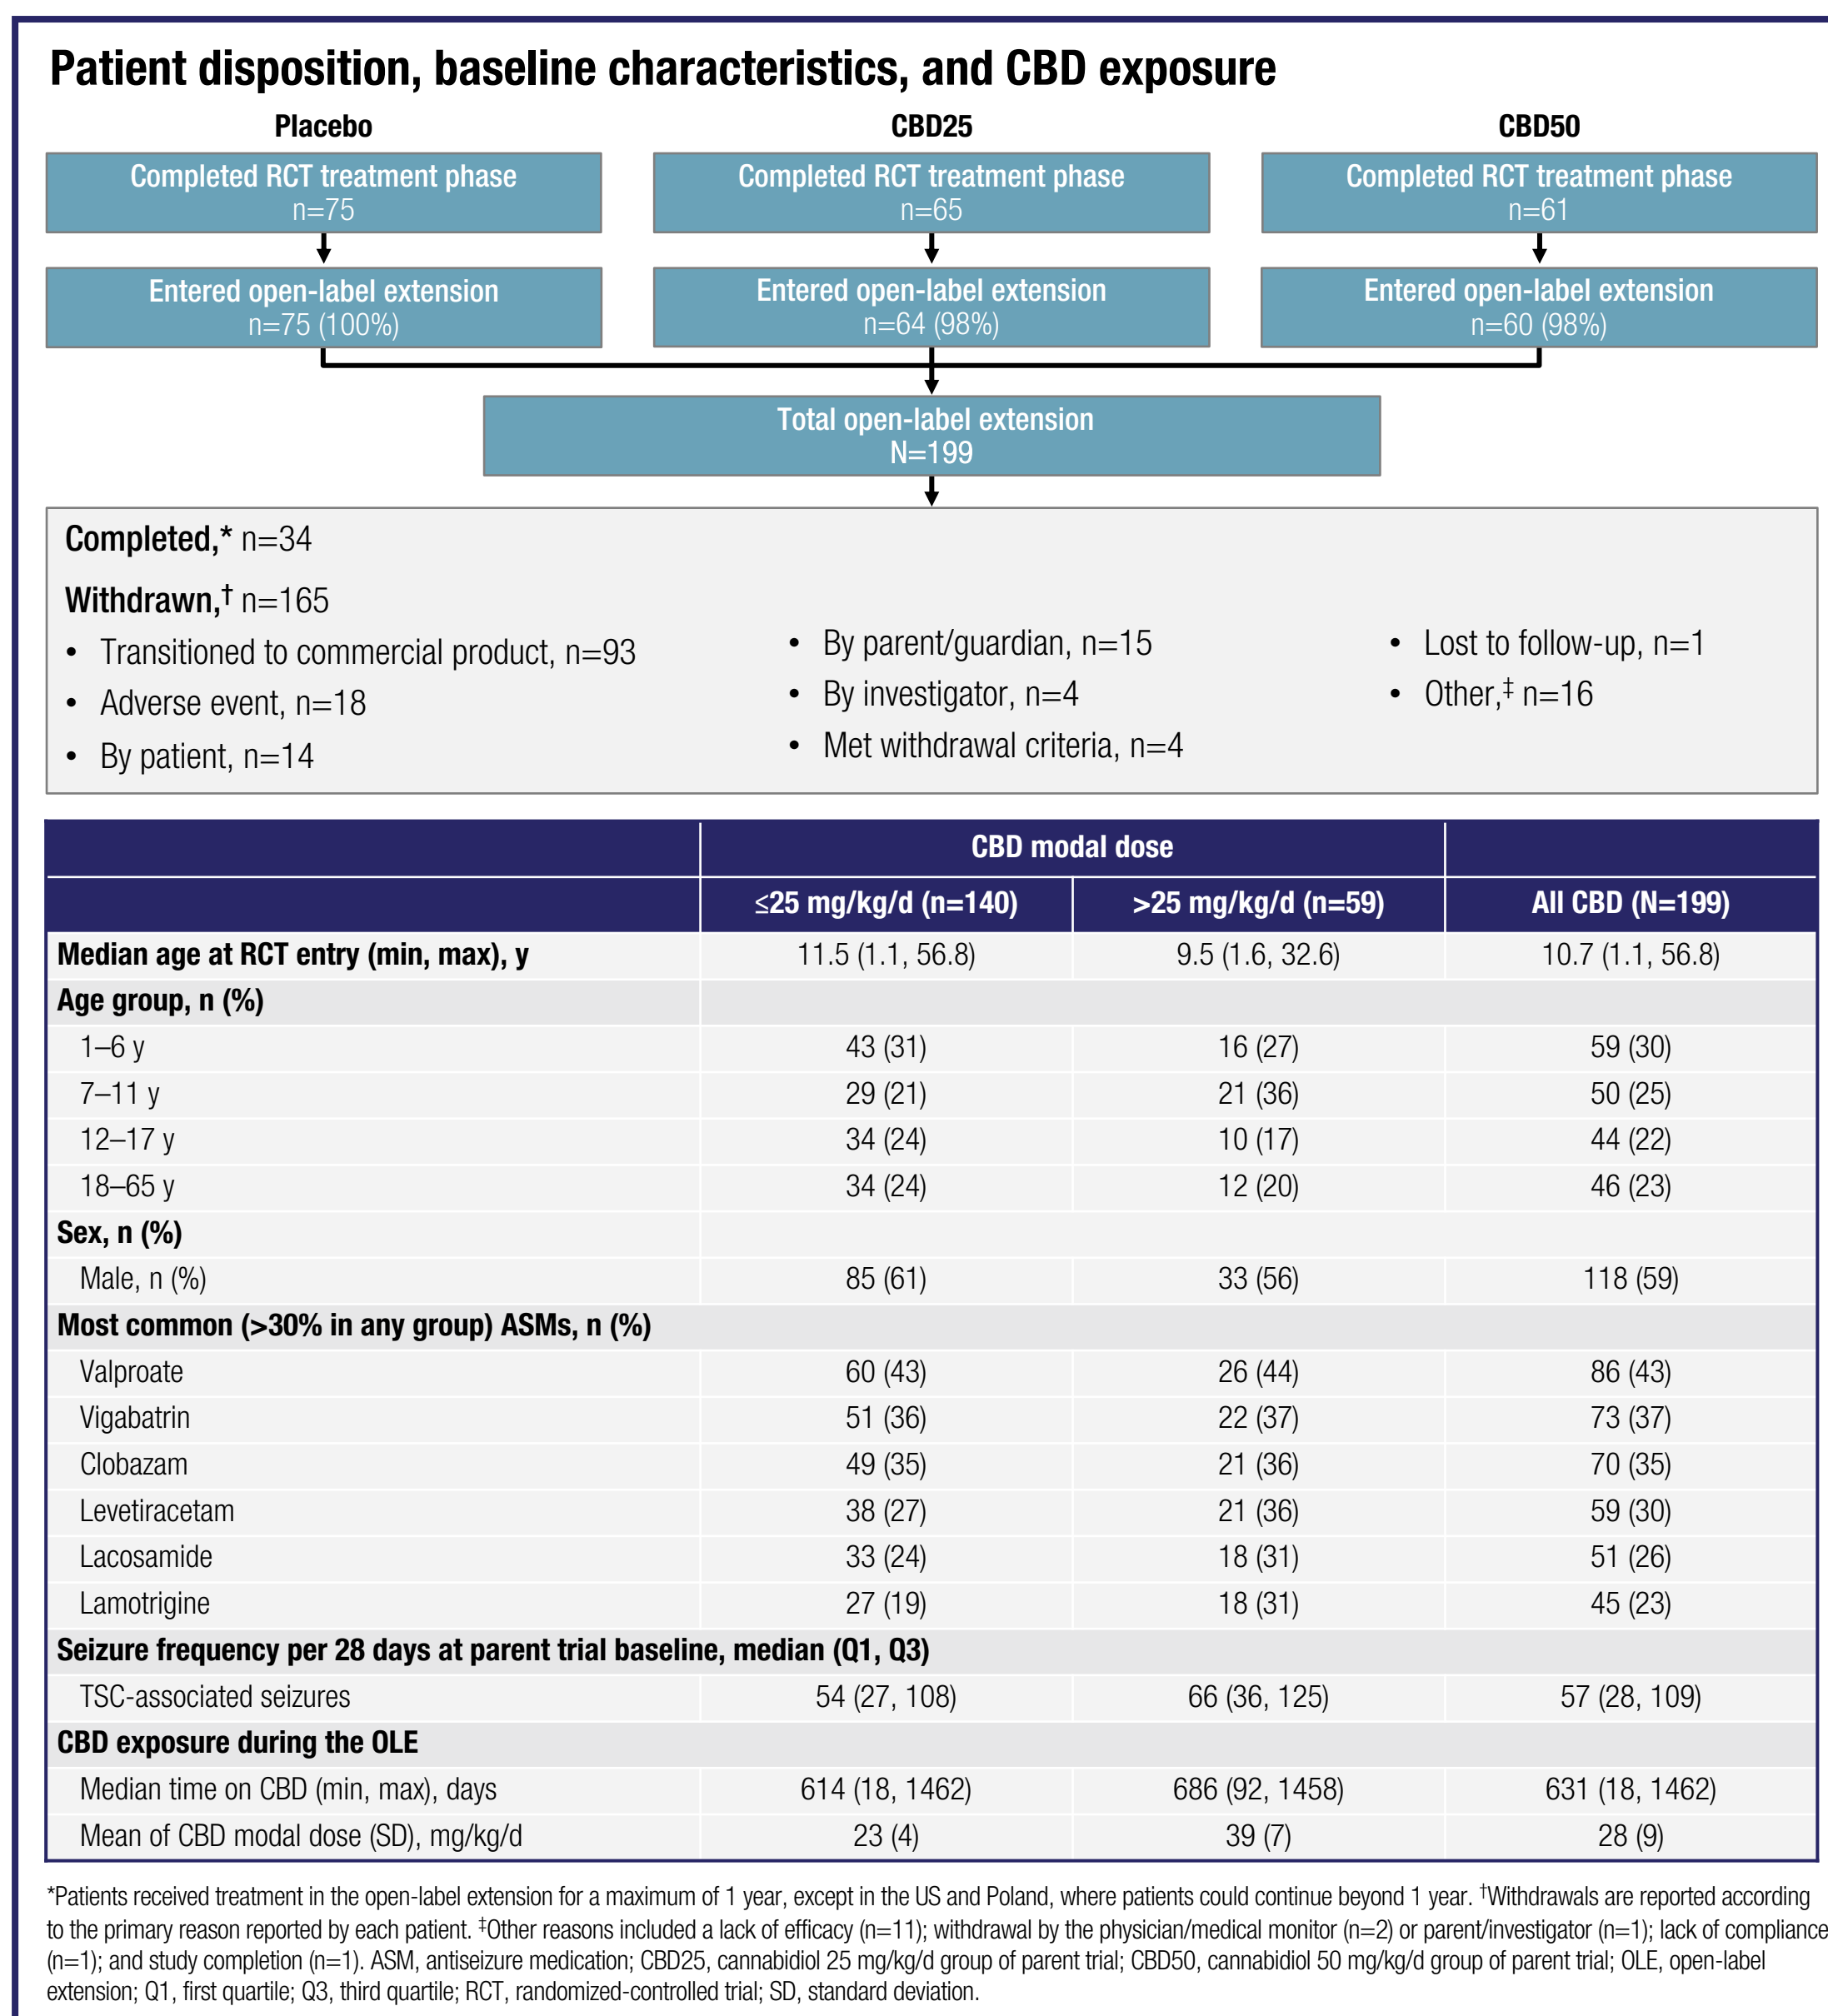 Patient disposition, baseline characteristics, and CBD exposure
Placebo
CBD25
CBD50
Completed RCT treatment phase
n=75
Completed RCT treatment phase
n=65
Completed RCT treatment phase
n=61
Entered open-label extension
n=75 (100%)
Entered open-label extension
n=64 (98%)
Entered open-label extension
n=60 (98%)
Total open-label extension
N=199
Completed,* n=34
Withdrawn,† n=165
• Transitioned to commercial product, n=93
• Adverse event, n=18
• By patient, n=14
• By parent/guardian, n=15
• By investigator, n=4
• Met withdrawal criteria, n=4
• Lost to follow-up, n=1
• Other,‡ n=16
CBD modal dose
≤25 mg/kg/d (n=140) >25 mg/kg/d (n=59) All CBD (N=199)
Median age at RCT entry (min, max), y 11.5 (1.1, 56.8) 9.5 (1.6, 32.6) 10.7 (1.1, 56.8)
Age group, n (%)
1–6 y 43 (31) 16 (27) 59 (30)
7–11 y 29 (21) 21 (36) 50 (25)
12–17 y 34 (24) 10 (17) 44 (22)
18–65 y 34 (24) 12 (20) 46 (23)
Sex, n (%)
Male, n (%) 85 (61) 33 (56) 118 (59)
Most common (>30% in any group) ASMs, n (%)
Valproate 60 (43) 26 (44) 86 (43)
Vigabatrin 51 (36) 22 (37) 73 (37)
Clobazam 49 (35) 21 (36) 70 (35)
Levetiracetam 38 (27) 21 (36) 59 (30)
Lacosamide 33 (24) 18 (31) 51 (26)
Lamotrigine 27 (19) 18 (31) 45 (23)
Seizure frequency per 28 days at parent trial baseline, median (Q1, Q3)
TSC-associated seizures 54 (27, 108) 66 (36, 125) 57 (28, 109)
CBD exposure during the OLE
Median time on CBD (min, max), days 614 (18, 1462) 686 (92, 1458) 631 (18, 1462)
Mean of CBD modal dose (SD), mg/kg/d 23 (4) 39 (7) 28 (9)
*Patients received treatment in the open-label extension for a maximum of 1 year, except in the US and Poland, where patients could continue beyond 1 year. †Withdrawals are reported according
to the primary reason reported by each patient. ‡Other reasons included a lack of efficacy (n=11); withdrawal by the physician/medical monitor (n=2) or parent/investigator (n=1); lack of compliance
(n=1); and study completion (n=1). ASM, antiseizure medication; CBD25, cannabidiol 25 mg/kg/d group of parent trial; CBD50, cannabidiol 50 mg/kg/d group of parent trial; OLE, open-label
extension; Q1, first quartile; Q3, third quartile; RCT, randomized-controlled trial; SD, standard deviation.